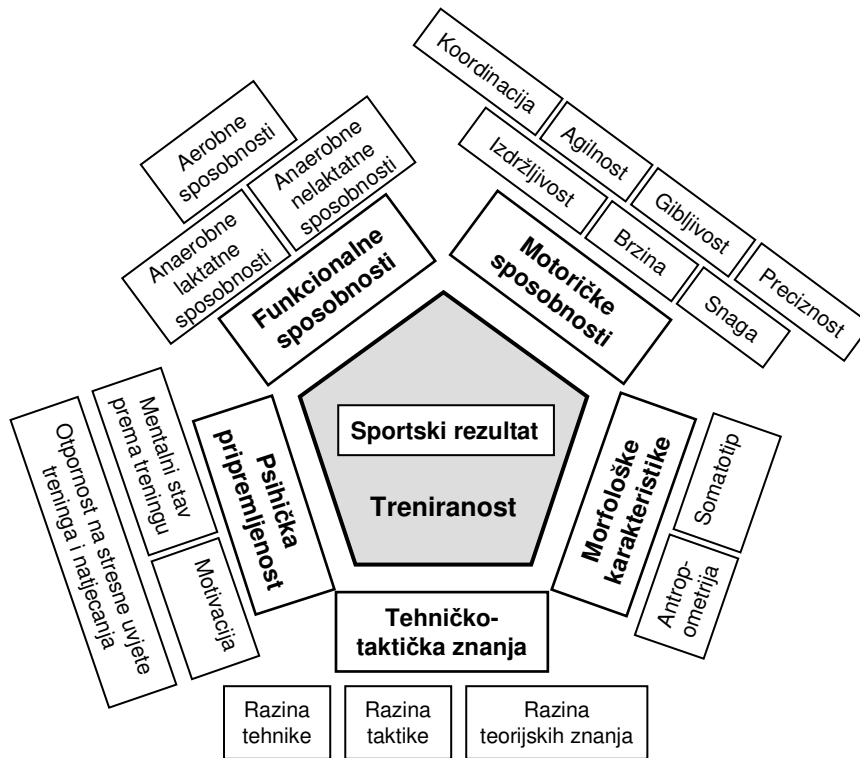 Koordinacija
Agilnost
Gibljivost
Preciznost
Izdržljivost
Brzina
Snaga
Motoričke
sposobnosti
Aerobne
sposobnosti
Anaerobne
nelaktatne
sposobnosti
Anaerobne
laktatne
sposobnosti
Funkcionalne
sposobnosti
Sportski rezultat
Treniranost
Otpornost na stresne uvjete
treninga i natjecanja
Mentalni stav
prema treningu
Motivacija
Psihička
pripremljenost
Morfološke
karakteristike
Somatotip
Antrop-
ometrija
Tehničko-
taktička znanja
Razina
tehnike
Razina
taktike
Razina
teorijskih znanja